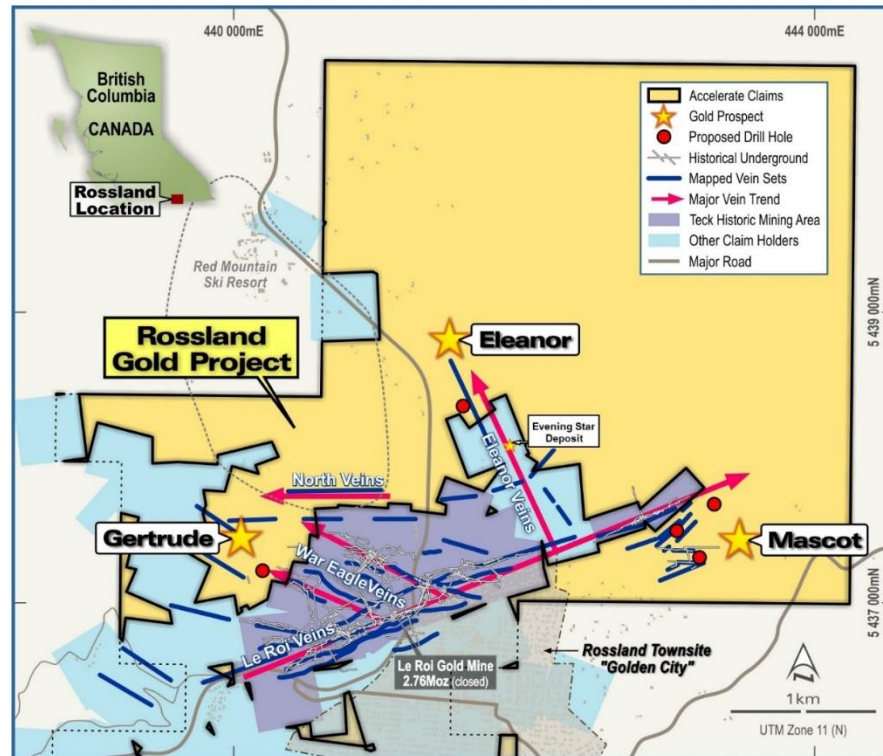 440 000mE
444 000mE
British
Columbia
CANADA
Rossland
Location
Accelerate Claims
Gold Prospect
Proposed Drill Hole
Historical Underground
Mapped Vein Sets
Major Vein Trend
Teck Historic Mining Area
Other Claim Holders
Major Road
Red Mountain
Ski Resort
5 439 000mN
Rossland
Gold Project
Eleanor
Evening Star
Deposit
Eleanor Veins
North Veins
Gertrude
War EagleVeins
Mascot
Le Roi Veins
5 437 000mN
Le Roi Gold Mine
2.76Moz (closed)
Rossland Townsite
"Golden City"
N
1km
UTM Zone 11 (N)